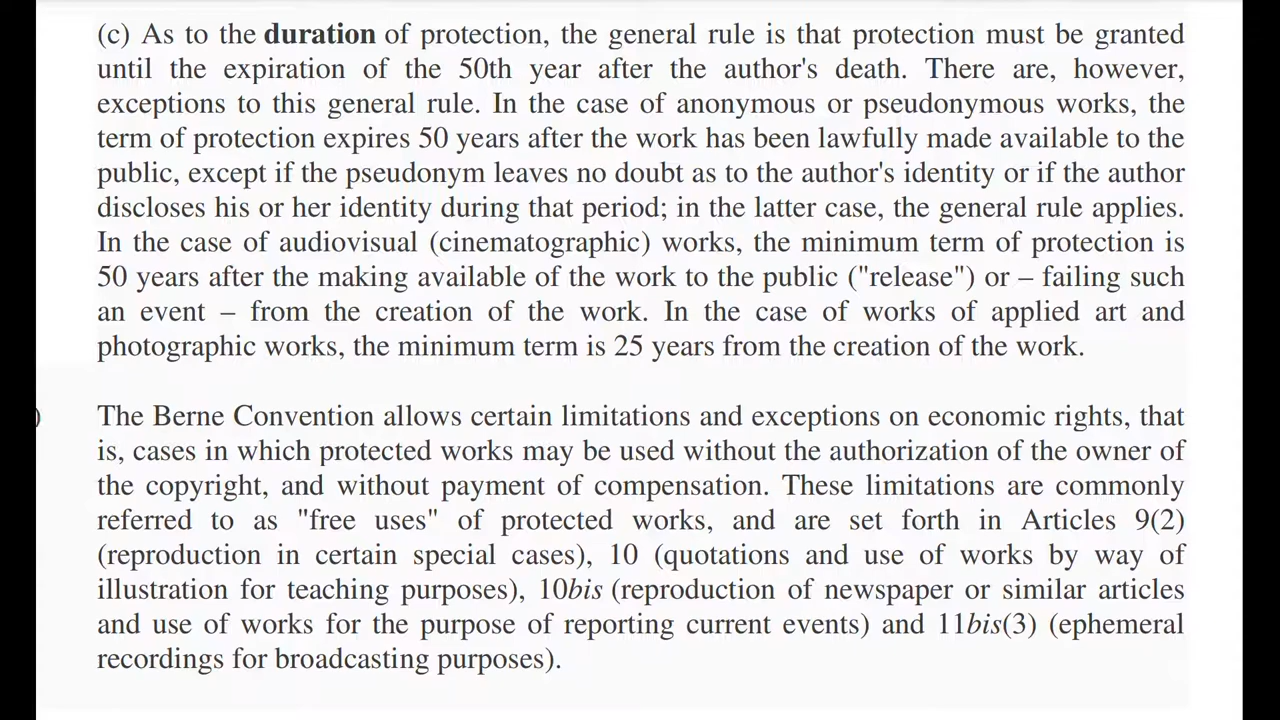 (c) As to the duration of protection, the general rule is that protection must be granted
until the expiration of the 50th year after the author's death. There are, however,
exceptions to this general rule. In the case of anonymous or pseudonymous works, the
term of protection expires 50 years after the work has been lawfully made available to the
public, except if the pseudonym leaves no doubt as to the author's identity or if the author
discloses his or her identity during that period; in the latter case, the general rule applies.
In the case of audiovisual (cinematographic) works, the minimum term of protection is
50 years after the making available of the work to the public ("release") or – failing such
an event – from the creation of the work. In the case of works of applied art and
photographic works, the minimum term is 25 years from the creation of the work.
) The Berne Convention allows certain limitations and exceptions on economic rights, that
is, cases in which protected works may be used without the authorization of the owner of
the copyright, and without payment of compensation. These limitations are commonly
referred to as "free uses" of protected works, and are set forth in Articles 9(2)
(reproduction in certain special cases), 10 (quotations and use of works by way of
illustration for teaching purposes), 10bis (reproduction of newspaper or similar articles
and use of works for the purpose of reporting current events) and 11bis(3) (ephemeral
recordings for broadcasting purposes).